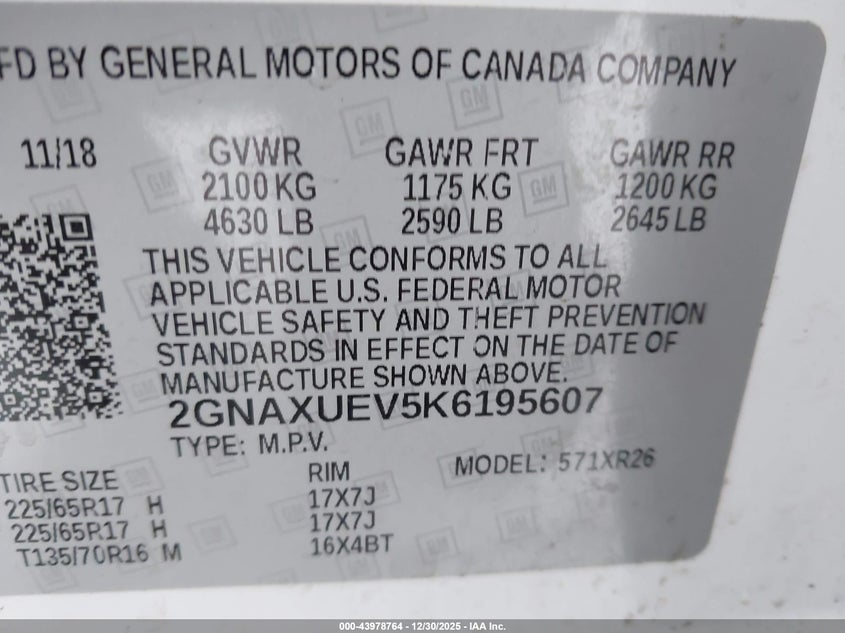 FD BY GENERAL MOTORS OF CANADA COMPANY
11/18 GVWR GAWR FRT GAWR RR
2100 KG 1175 KG 1200 KG
4630 LB 2590 LB 2645 LB
THIS VEHICLE CONFORMS TO ALL
APPLICABLE U.S. FEDERAL MOTOR
VEHICLE SAFETY AND THEFT PREVENTION
STANDARDS IN EFFECT ON THE DATE OF
MANUFACTURE SHOWN ABOVE.
2GNAXUEV5K6195607
TYPE: M.P.V.
MODEL: 571XR26
TIRE SIZE RIM
225/65R17 H 17X7J
225/65R17 H 17X7J
T135/70R16 M 16X4BT
000-43978764 - 12/30/2025 - IAA Inc.